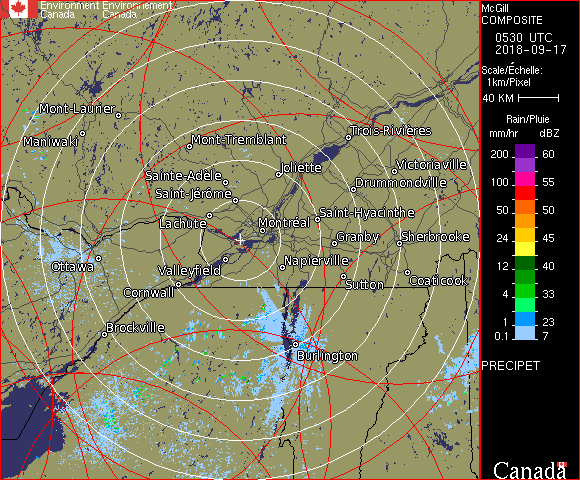 Environment Environnement
Canada Canada
McGill
COMPOSITE
0530 UTC
2018-09-17
Scale/Échelle:
1km/Pixel
40 KM
Rain/Pluie
mm/hr dBZ
200 60
100 55
50 50
24 45
12 40
4 33
1 23
0.1 7
PRECIPET
Mont-Laurier
Maniwaki
Mont-Tremblant
Trois-Rivières
Joliette
Victoriaville
Sainte-Adèle
Drummondville
Saint-Jérôme
Lachute
Montréal
Saint-Hyacinthe
Granby
Sherbrooke
Ottawa
Valleyfield
Napierville
Cornwall
Sutton
Coaticook
Brockville
Burlington
Canada